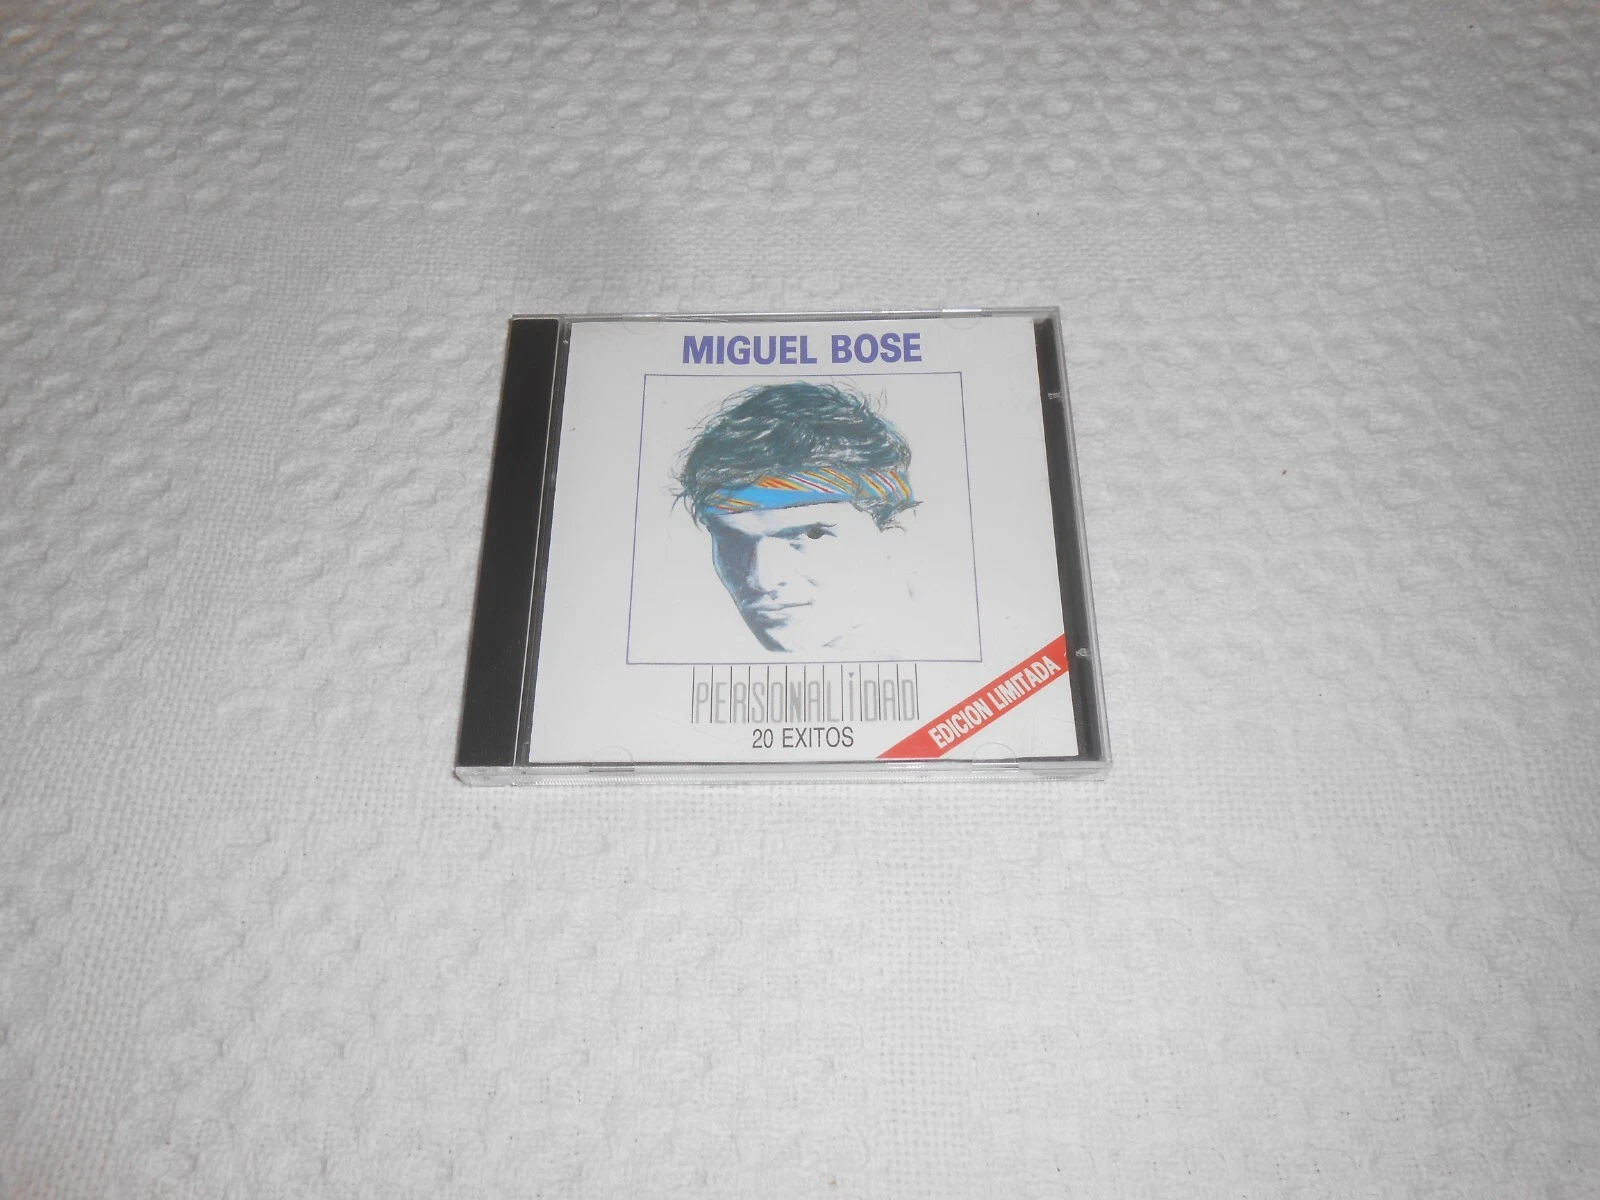 MIGUEL BOSE
PERSONALiDAD
20 EXITOS
EDICION LIMITADA